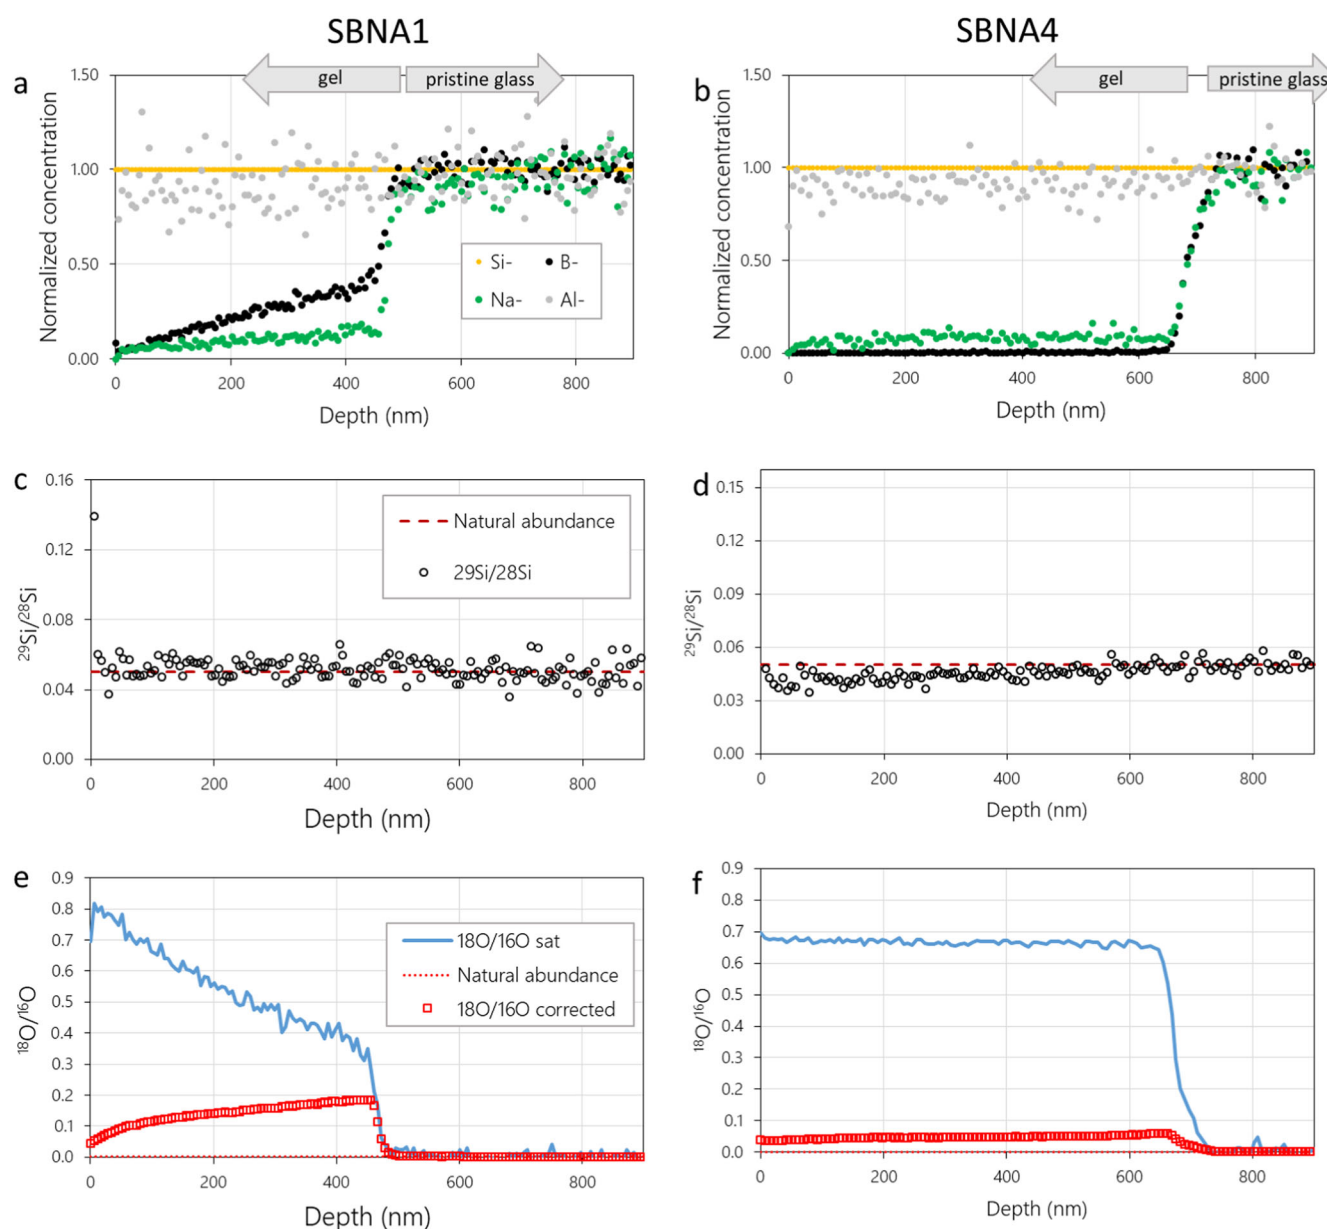 SBNA1
SBNA4
a
gel
pristine glass
1.50
1.00
0.50
0.00
Normalized concentration
Si-
B-
Na-
Al-
0
200
400
600
800
Depth (nm)
b
gel
pristine glass
1.50
1.00
0.50
0.00
Normalized concentration
0
200
400
600
800
Depth (nm)
c
0.16
0.12
0.08
0.04
0.00
²⁹Si/²⁸Si
Natural abundance
29Si/28Si
0
200
400
600
800
Depth (nm)
d
0.15
0.12
0.09
0.06
0.03
0.00
²⁹Si/²⁸Si
0
200
400
600
800
Depth (nm)
e
0.9
0.8
0.7
0.6
0.5
0.4
0.3
0.2
0.1
0.0
¹⁸O/¹⁶O
18O/16O sat
Natural abundance
18O/16O corrected
0
200
400
600
800
Depth (nm)
f
0.9
0.8
0.7
0.6
0.5
0.4
0.3
0.2
0.1
0.0
¹⁸O/¹⁶O
0
200
400
600
800
Depth (nm)